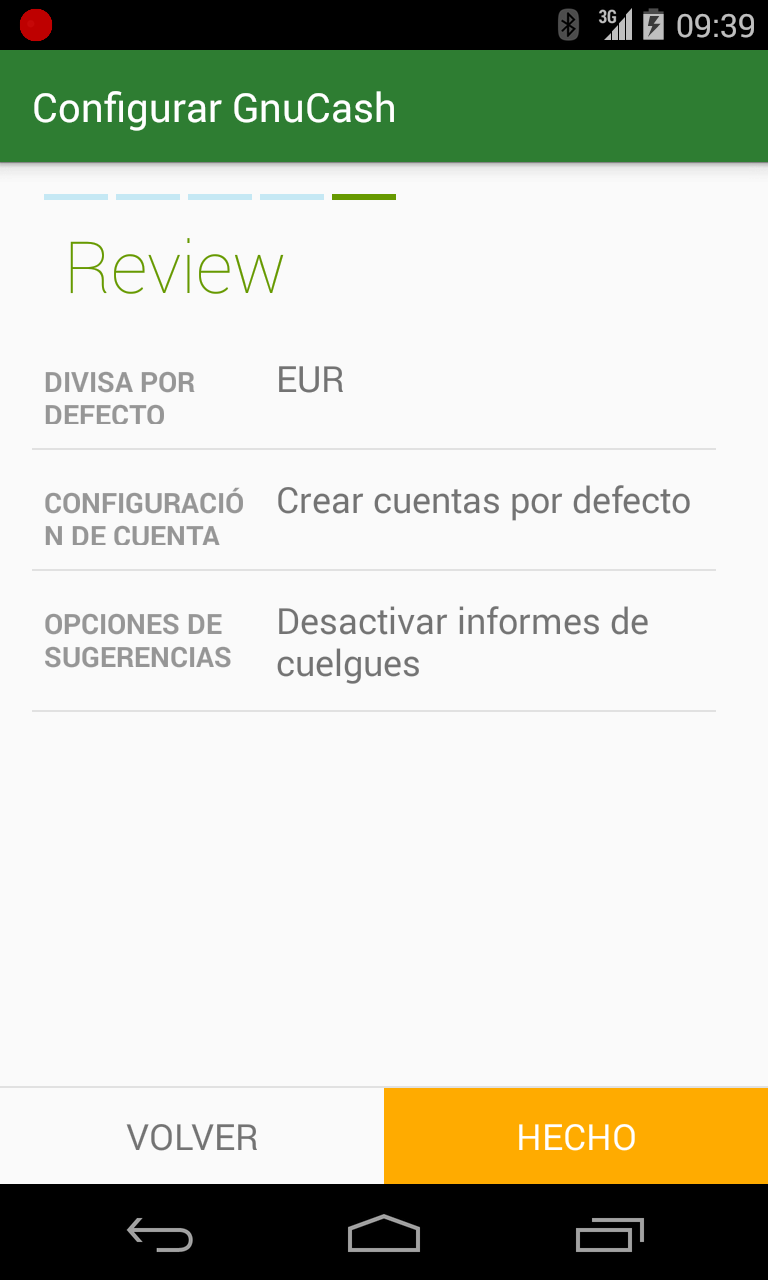 3G 09:39
Configurar GnuCash
Review
DIVISA POR
DEFECTO
EUR
CONFIGURACIÓ
N DE CUENTA
Crear cuentas por defecto
OPCIONES DE
SUGERENCIAS
Desactivar informes de
cuelgues
VOLVER
HECHO